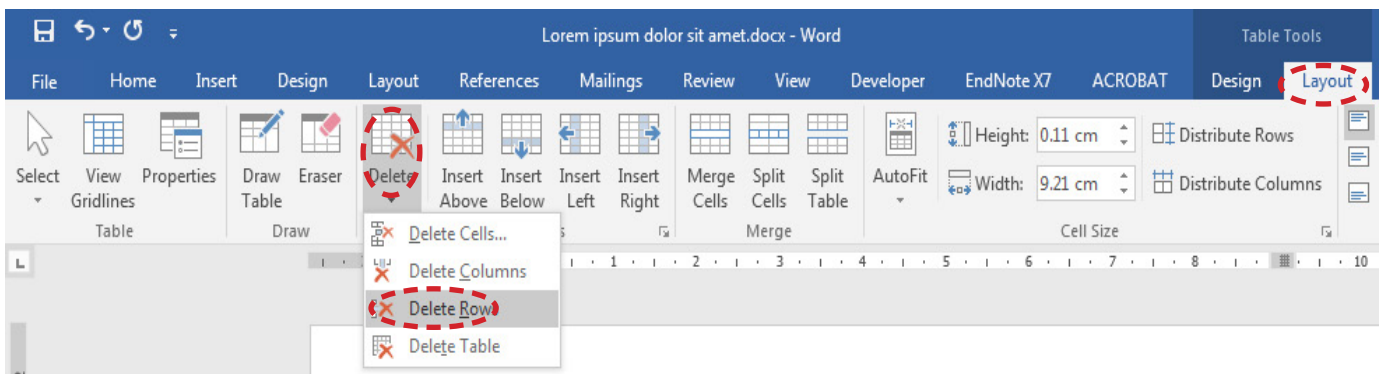 Lorem ipsum dolor sit amet.docx - Word
Table Tools
File Home Insert Design Layout References Mailings Review View Developer EndNote X7 ACROBAT Design Layout
Select View Gridlines Properties Draw Table Eraser Delete Insert Above Insert Below Insert Left Insert Right Merge Cells Split Cells Split Table AutoFit
Height: 0.11 cm Distribute Rows
Width: 9.21 cm Distribute Columns
Table Draw s Merge Cell Size
Delete Cells...
Delete Columns
Delete Row
Delete Table
L 1 2 3 4 5 6 7 8 10